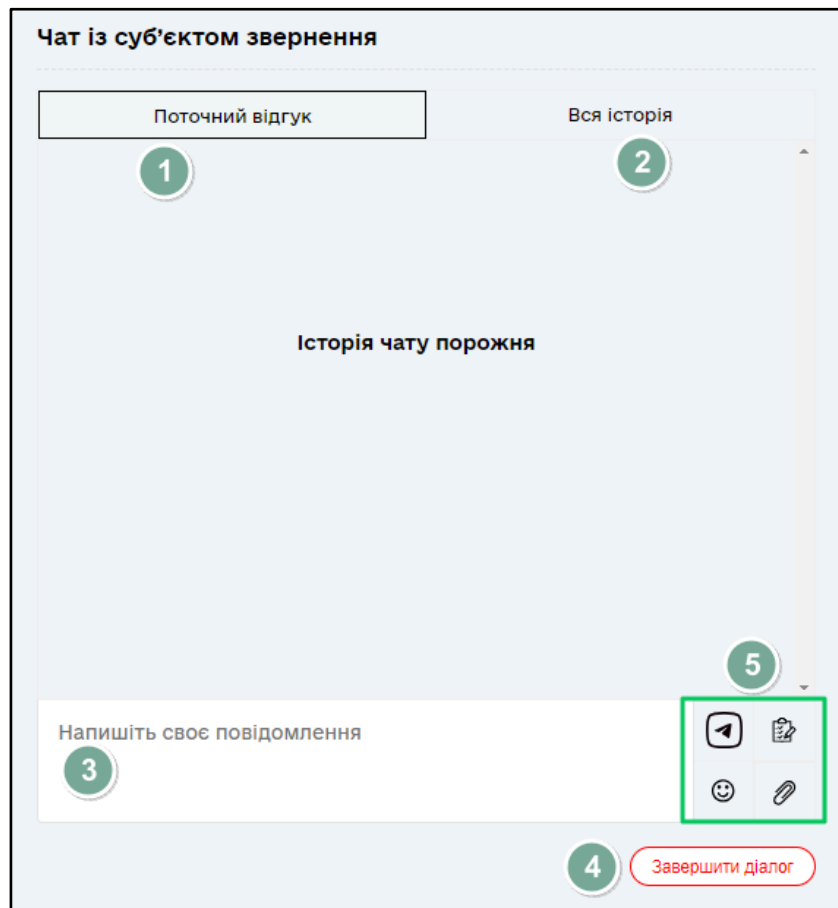 Чат із суб’єктом звернення
Поточний відгук
Вся історія
1
2
Історія чату порожня
5
Напишіть своє повідомлення
3
4
Завершити діалог